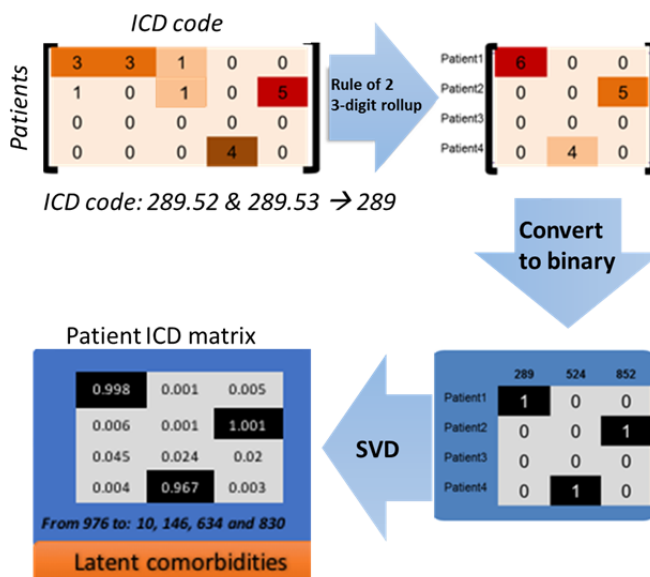 ICD code
Patients
3 3 1 0 0
1 0 1 0 5
0 0 0 0 0
0 0 0 4 0
Rule of 2
3-digit rollup
Patient1 6 0 0
Patient2 0 0 5
Patient3 0 0 0
Patient4 0 4 0
ICD code: 289.52 & 289.53 → 289
Convert
to binary
Patient ICD matrix
0.998 0.001 0.005
0.006 0.001 1.001
0.045 0.024 0.02
0.004 0.967 0.003
From 976 to: 10, 146, 634 and 830
Latent comorbidities
SVD
289 524 852
Patient1 1 0 0
Patient2 0 0 1
Patient3 0 0 0
Patient4 0 1 0